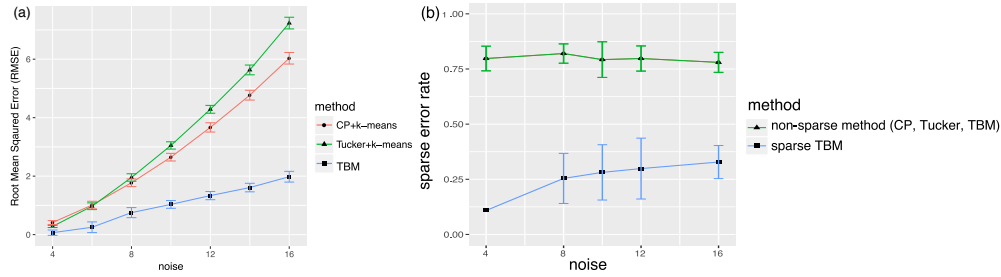 (a)
Root Mean Sqaured Error (RMSE)
6
4
2
0
4
8
12
16
noise
method
CP+k−means
Tucker+k−means
TBM
(b)
sparse error rate
1.00
0.75
0.50
0.25
0.00
4
8
12
16
noise
method
non-sparse method (CP, Tucker, TBM)
sparse TBM